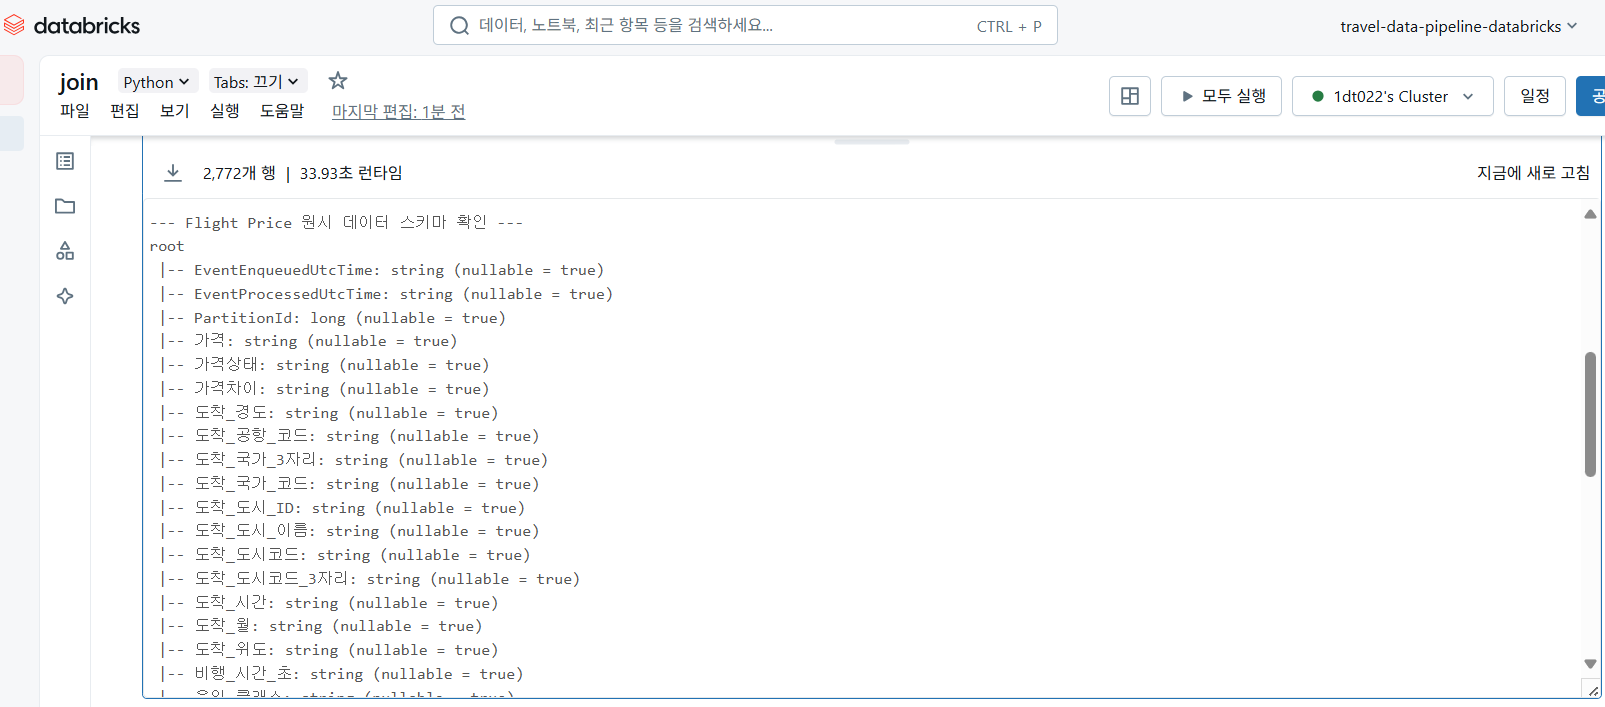 databricks
데이터, 노트북, 최근 항목 등을 검색하세요... CTRL + P
travel-data-pipeline-databricks
join Python Tabs: 끄기
모두 실행 1dt022's Cluster 일정 공
파일 편집 보기 실행 도움말 마지막 편집: 1분 전
2,772개 행 | 33.93초 런타임 지금에 새로 고침
--- Flight Price 원시 데이터 스키마 확인 ---
root
|-- EventEnqueuedUtcTime: string (nullable = true)
|-- EventProcessedUtcTime: string (nullable = true)
|-- PartitionId: long (nullable = true)
|-- 가격: string (nullable = true)
|-- 가격상태: string (nullable = true)
|-- 가격차이: string (nullable = true)
|-- 도착_경도: string (nullable = true)
|-- 도착_공항_코드: string (nullable = true)
|-- 도착_국가_3자리: string (nullable = true)
|-- 도착_국가_코드: string (nullable = true)
|-- 도착_도시_ID: string (nullable = true)
|-- 도착_도시_이름: string (nullable = true)
|-- 도착_도시코드: string (nullable = true)
|-- 도착_도시코드_3자리: string (nullable = true)
|-- 도착_시간: string (nullable = true)
|-- 도착_월: string (nullable = true)
|-- 도착_위도: string (nullable = true)
|-- 비행_시간_초: string (nullable = true)
string (nullable = true)